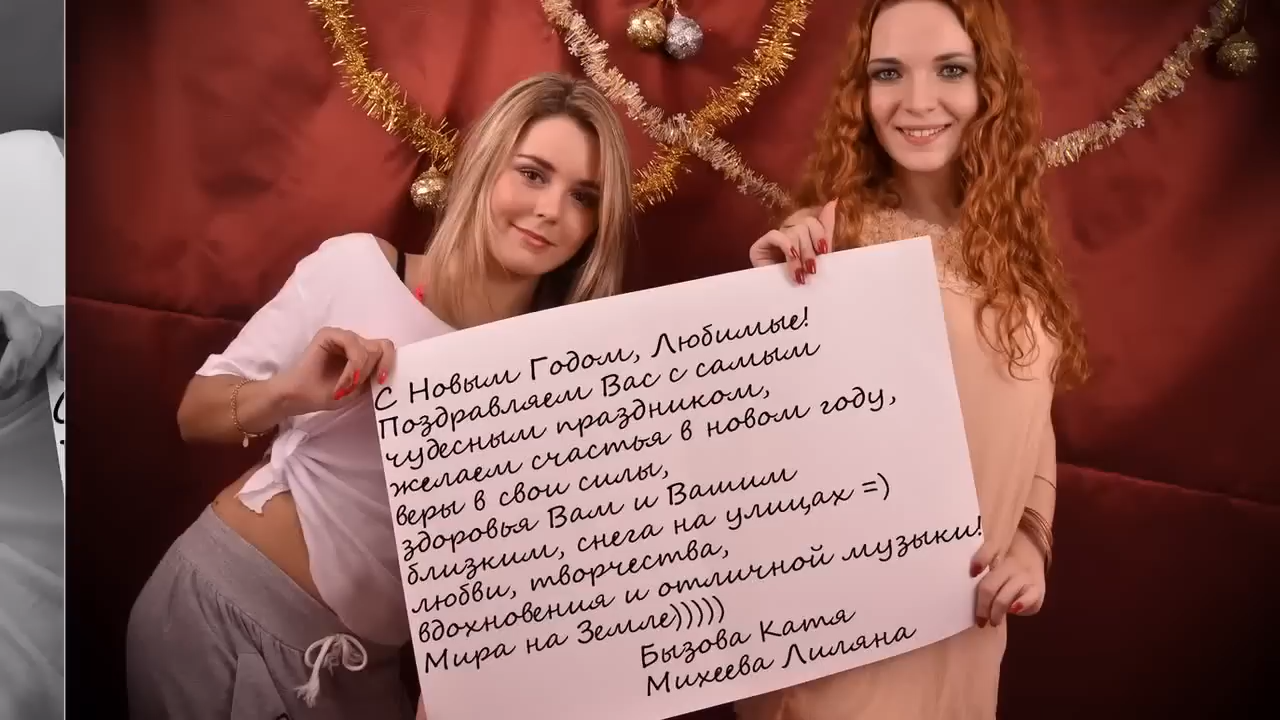 С Новым Годом, Любимые!
Поздравляем Вас с самым
чудесным праздником,
желаем счастья в новом году,
веры в свои силы,
здоровья Вам и Вашим
близким, снега на улицах =)
любви, творчества,
вдохновения и отличной музыки!
Мира на Земле)))))
Бызова Катя
Михеева Лиляна